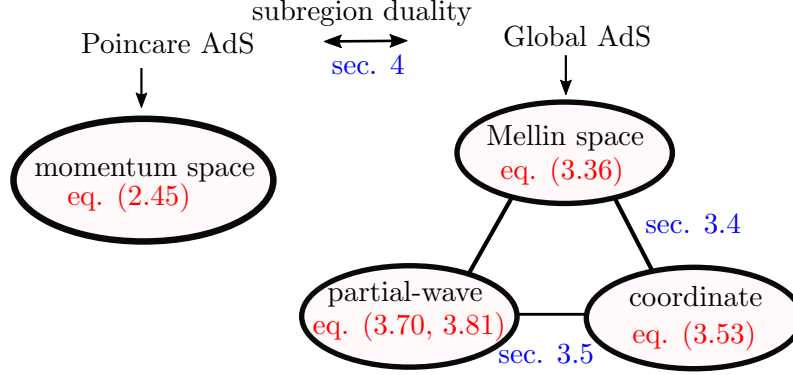 subregion duality
Poincare AdS
Global AdS
sec. 4
momentum space
eq. (2.45)
Mellin space
eq. (3.36)
sec. 3.4
partial-wave
eq. (3.70, 3.81)
coordinate
eq. (3.53)
sec. 3.5